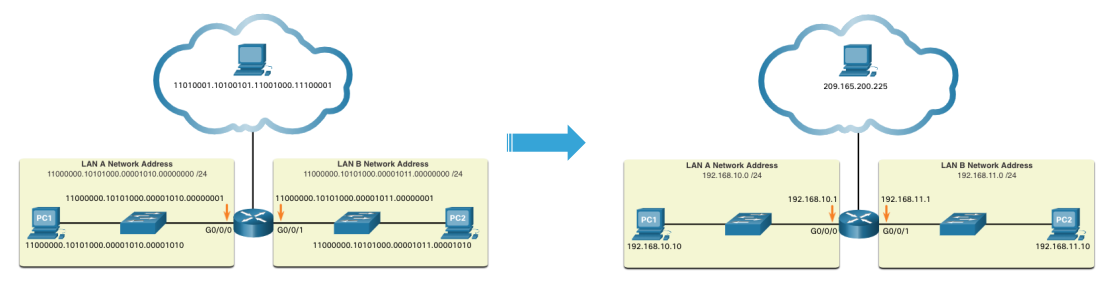 11010001.10100101.11001000.11100001
LAN A Network Address
11000000.10101000.00001010.00000000 /24
LAN B Network Address
11000000.10101000.00001011.00000000 /24
11000000.10101000.00001010.00000001
11000000.10101000.00001011.00000001
PC1
G0/0/0
G0/0/1
PC2
11000000.10101000.00001010.00001010
11000000.10101000.00001011.00001010
209.165.200.225
LAN A Network Address
192.168.10.0 /24
LAN B Network Address
192.168.11.0 /24
192.168.10.1
192.168.11.1
PC1
G0/0/0
G0/0/1
PC2
192.168.10.10
192.168.11.10